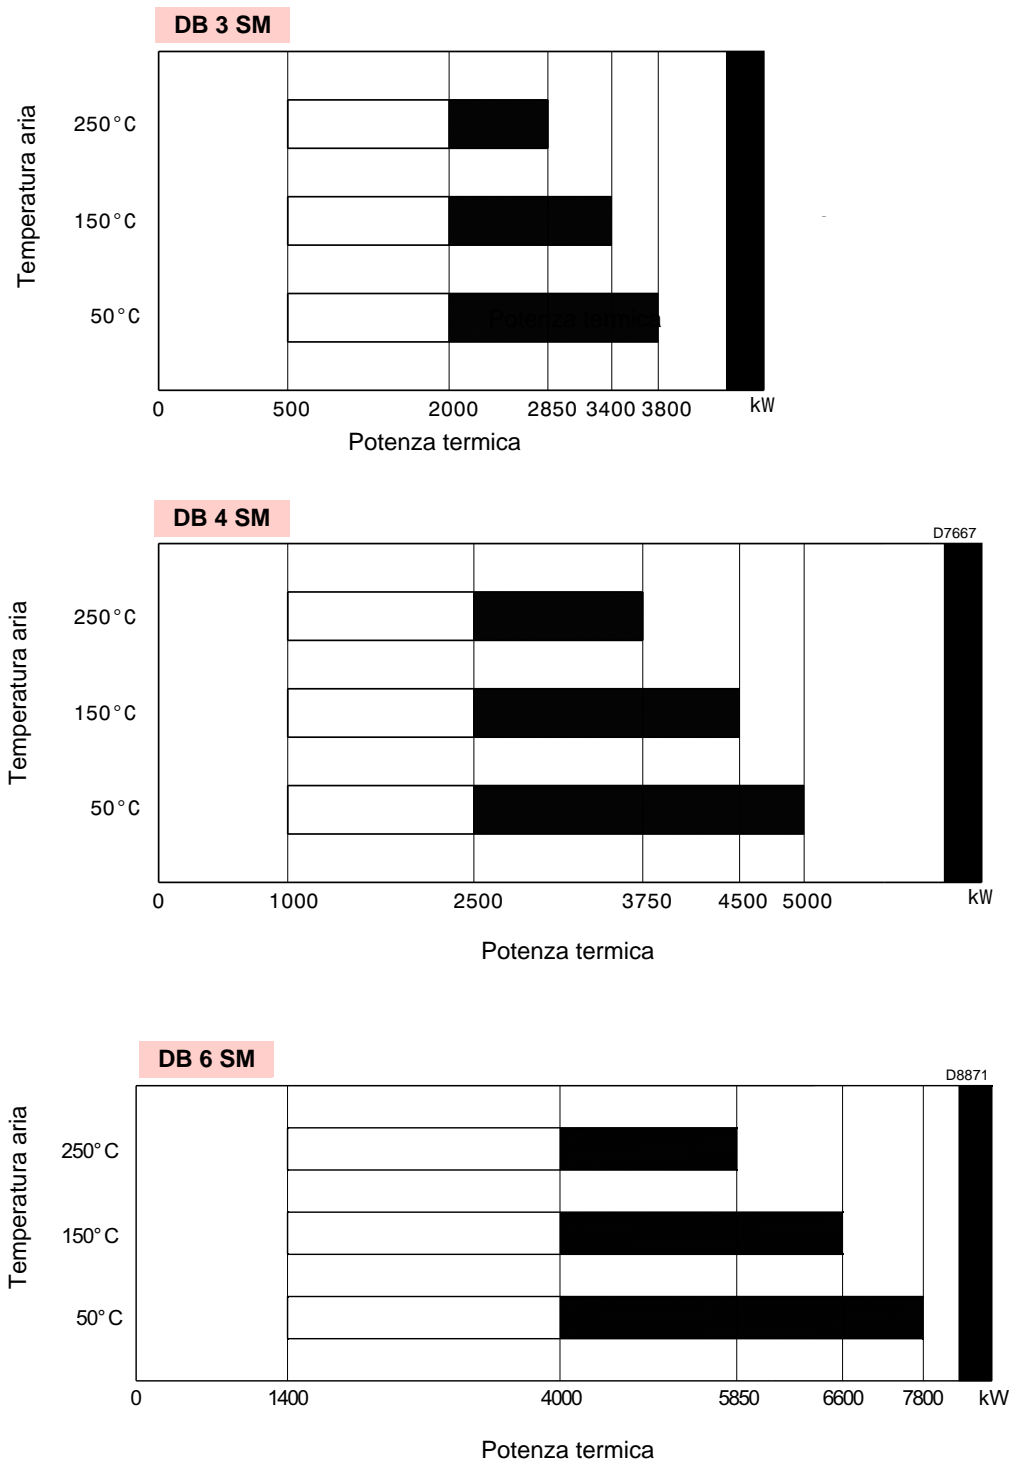 DB 3 SM
Temperatura aria
250°C
150°C
50°C
Potenza termica
0 500 2000 2850 3400 3800 kW
Potenza termica
DB 4 SM
D7667
Temperatura aria
250°C
150°C
50°C
0 1000 2500 3750 4500 5000 kW
Potenza termica
DB 6 SM
D8871
Temperatura aria
250°C
150°C
50°C
0 1400 4000 5850 6600 7800 kW
Potenza termica